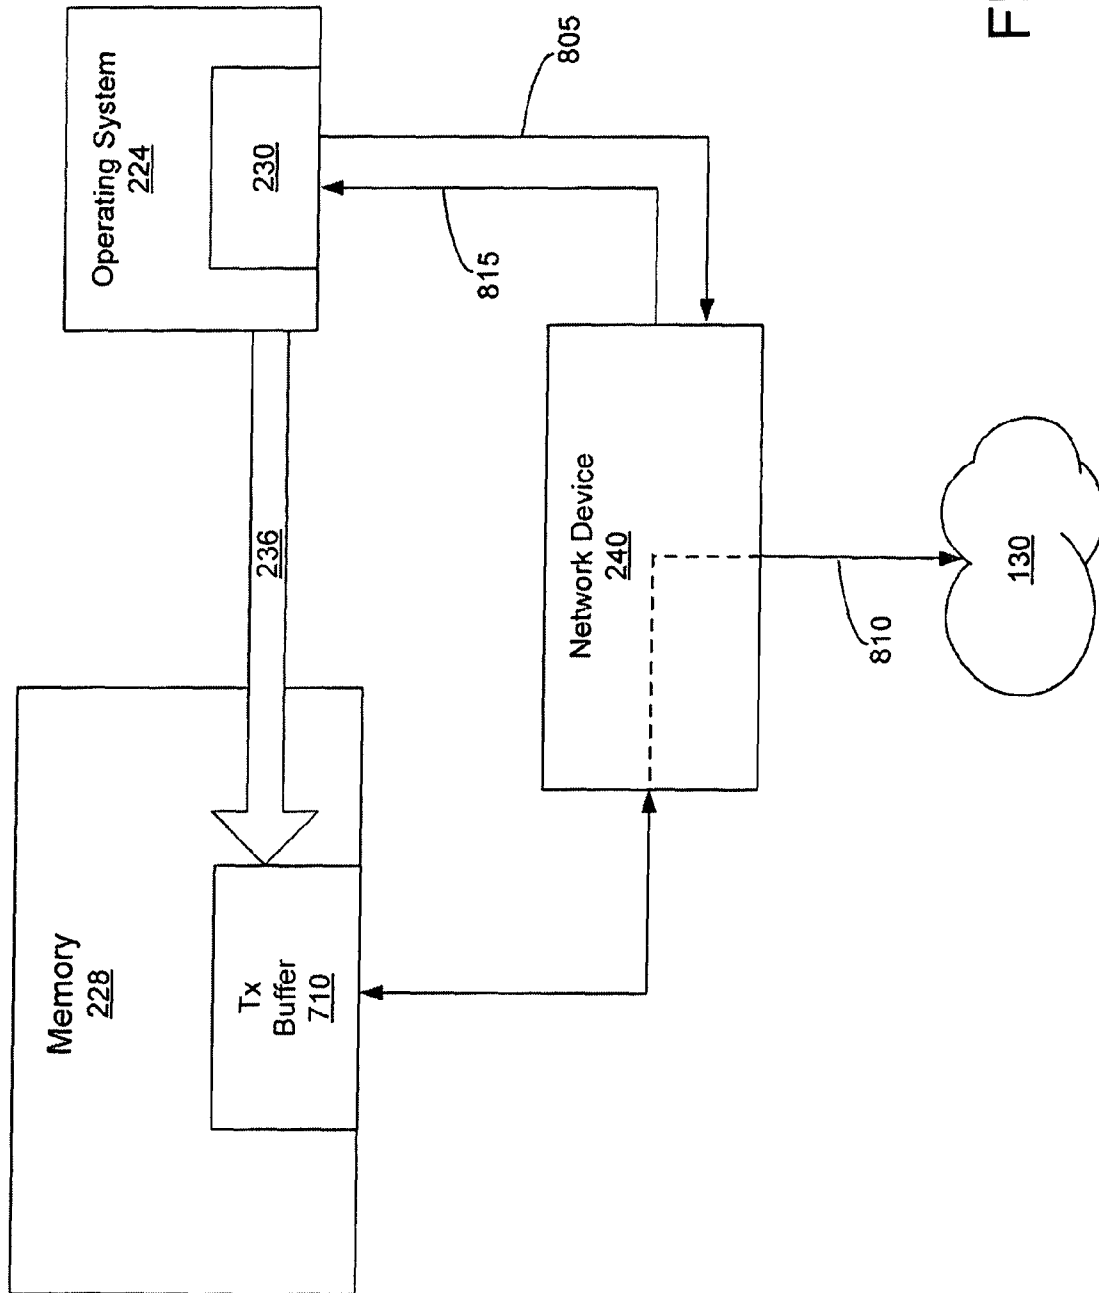 Memory
228
Tx
Buffer
710
236
Operating System
224
230
805
815
Network Device
240
810
130